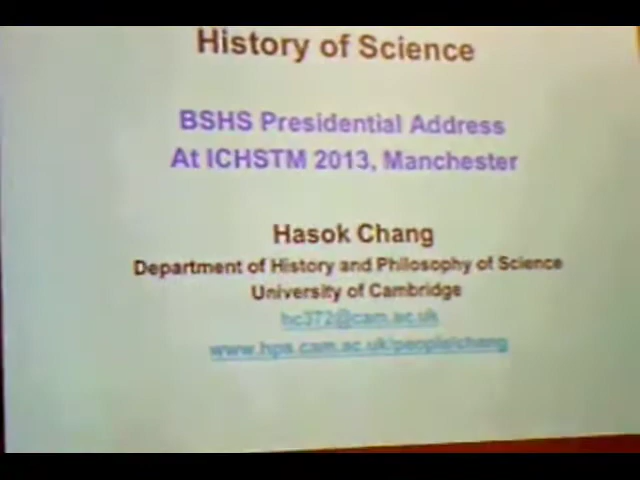 History of Science
BSHS Presidential Address
At ICHSTM 2013, Manchester
Hasok Chang
Department of History and Philosophy of Science
University of Cambridge
hc372@cam.ac.uk
www.hps.cam.ac.uk/people/chang